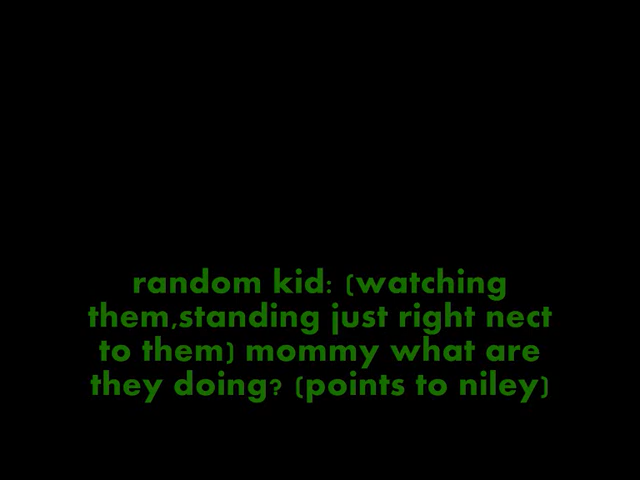 random kid: (watching
them,standing just right nect
to them) mommy what are
they doing? (points to niley)